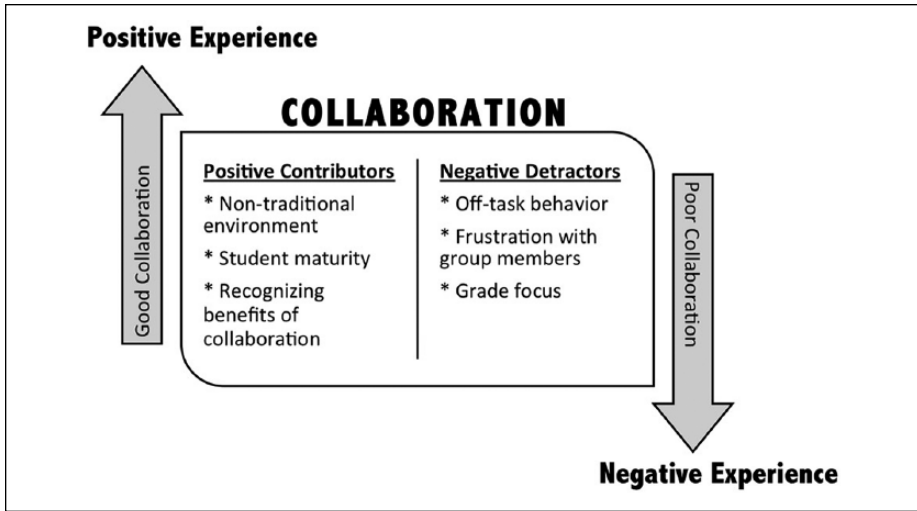 Positive Experience
COLLABORATION
Good Collaboration
Positive Contributors
* Non-traditional
environment
* Student maturity
* Recognizing
benefits of
collaboration
Negative Detractors
* Off-task behavior
* Frustration with
group members
* Grade focus
Poor Collaboration
Negative Experience